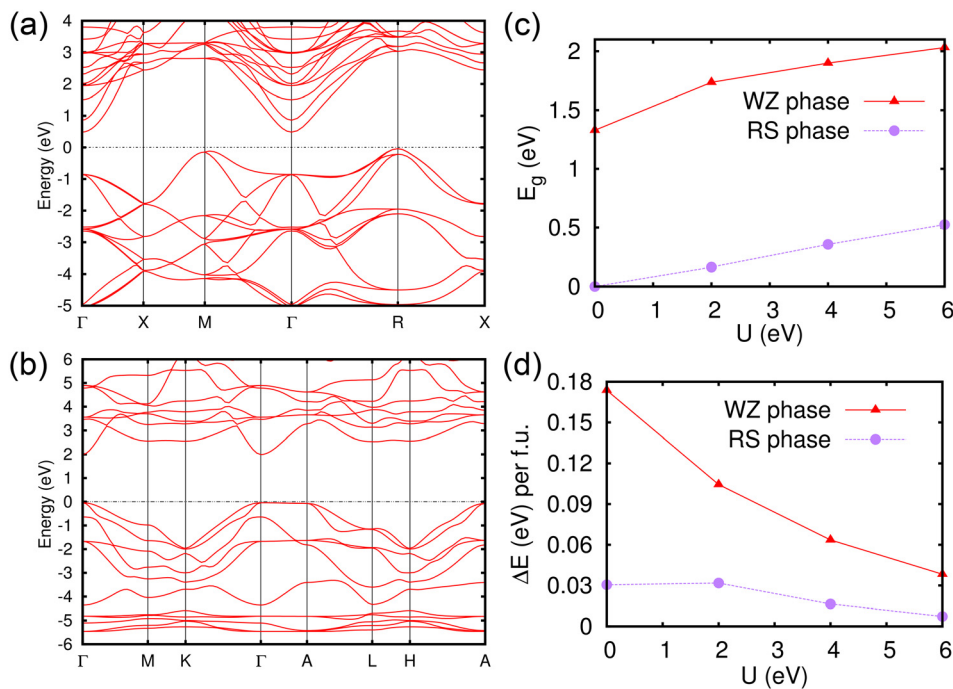 (a)
4
3
2
1
0
-1
-2
-3
-4
-5
Energy (eV)
Γ X M Γ R X
(b)
6
5
4
3
2
1
0
-1
-2
-3
-4
-5
-6
Energy (eV)
Γ M K Γ A L H A
(c)
2
1.5
1
0.5
0
E_g (eV)
WZ phase
RS phase
0 1 2 3 4 5 6
U (eV)
(d)
0.18
0.15
0.12
0.09
0.06
0.03
0
ΔE (eV) per f.u.
WZ phase
RS phase
0 1 2 3 4 5 6
U (eV)